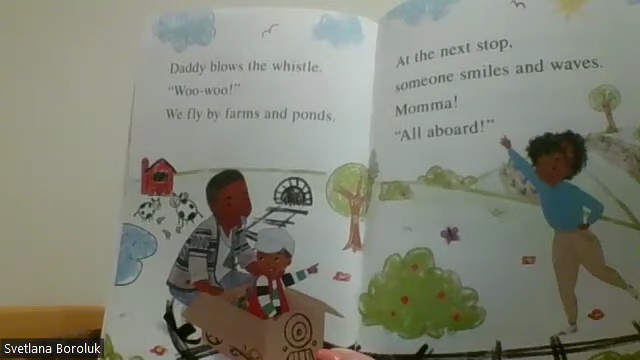 Daddy blows the whistle.
"Woo-woo!"
We fly by farms and ponds.
At the next stop,
someone smiles and waves.
Momma!
"All aboard!"
Svetlana Boroluk